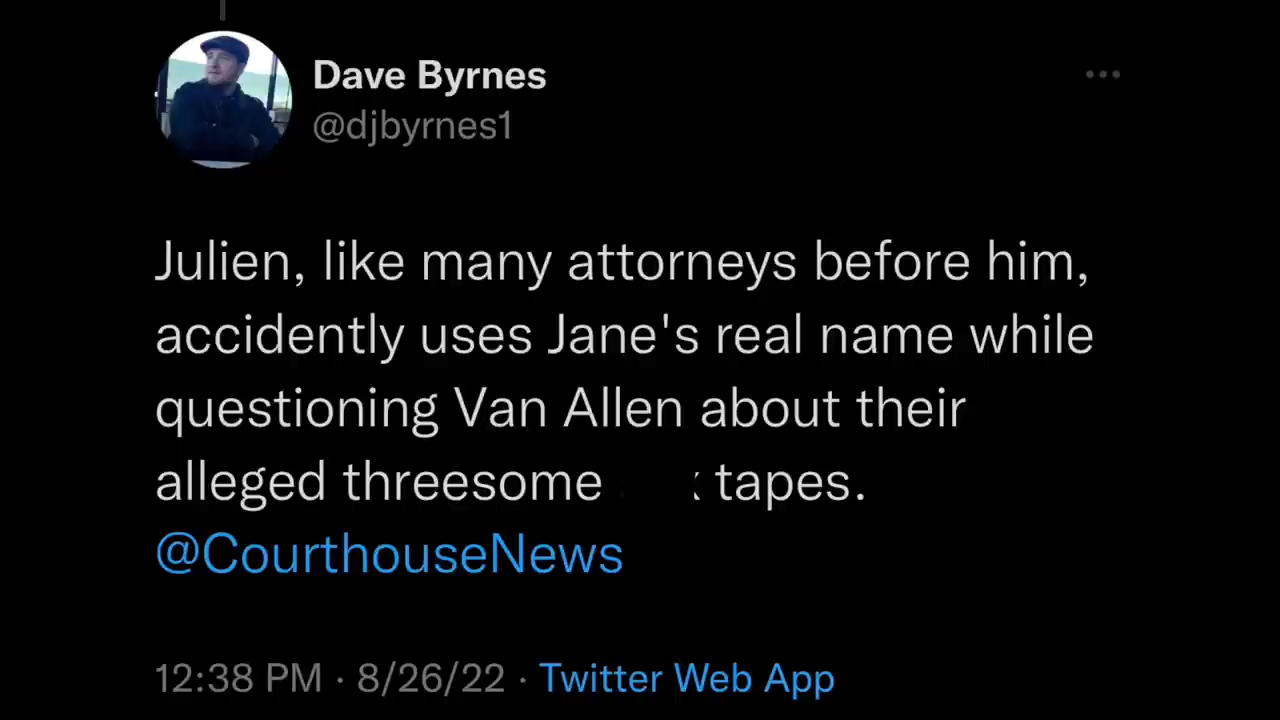 Dave Byrnes
@djbyrnes1
Julien, like many attorneys before him,
accidently uses Jane's real name while
questioning Van Allen about their
alleged threesome tapes.
@CourthouseNews
12:38 PM · 8/26/22 · Twitter Web App